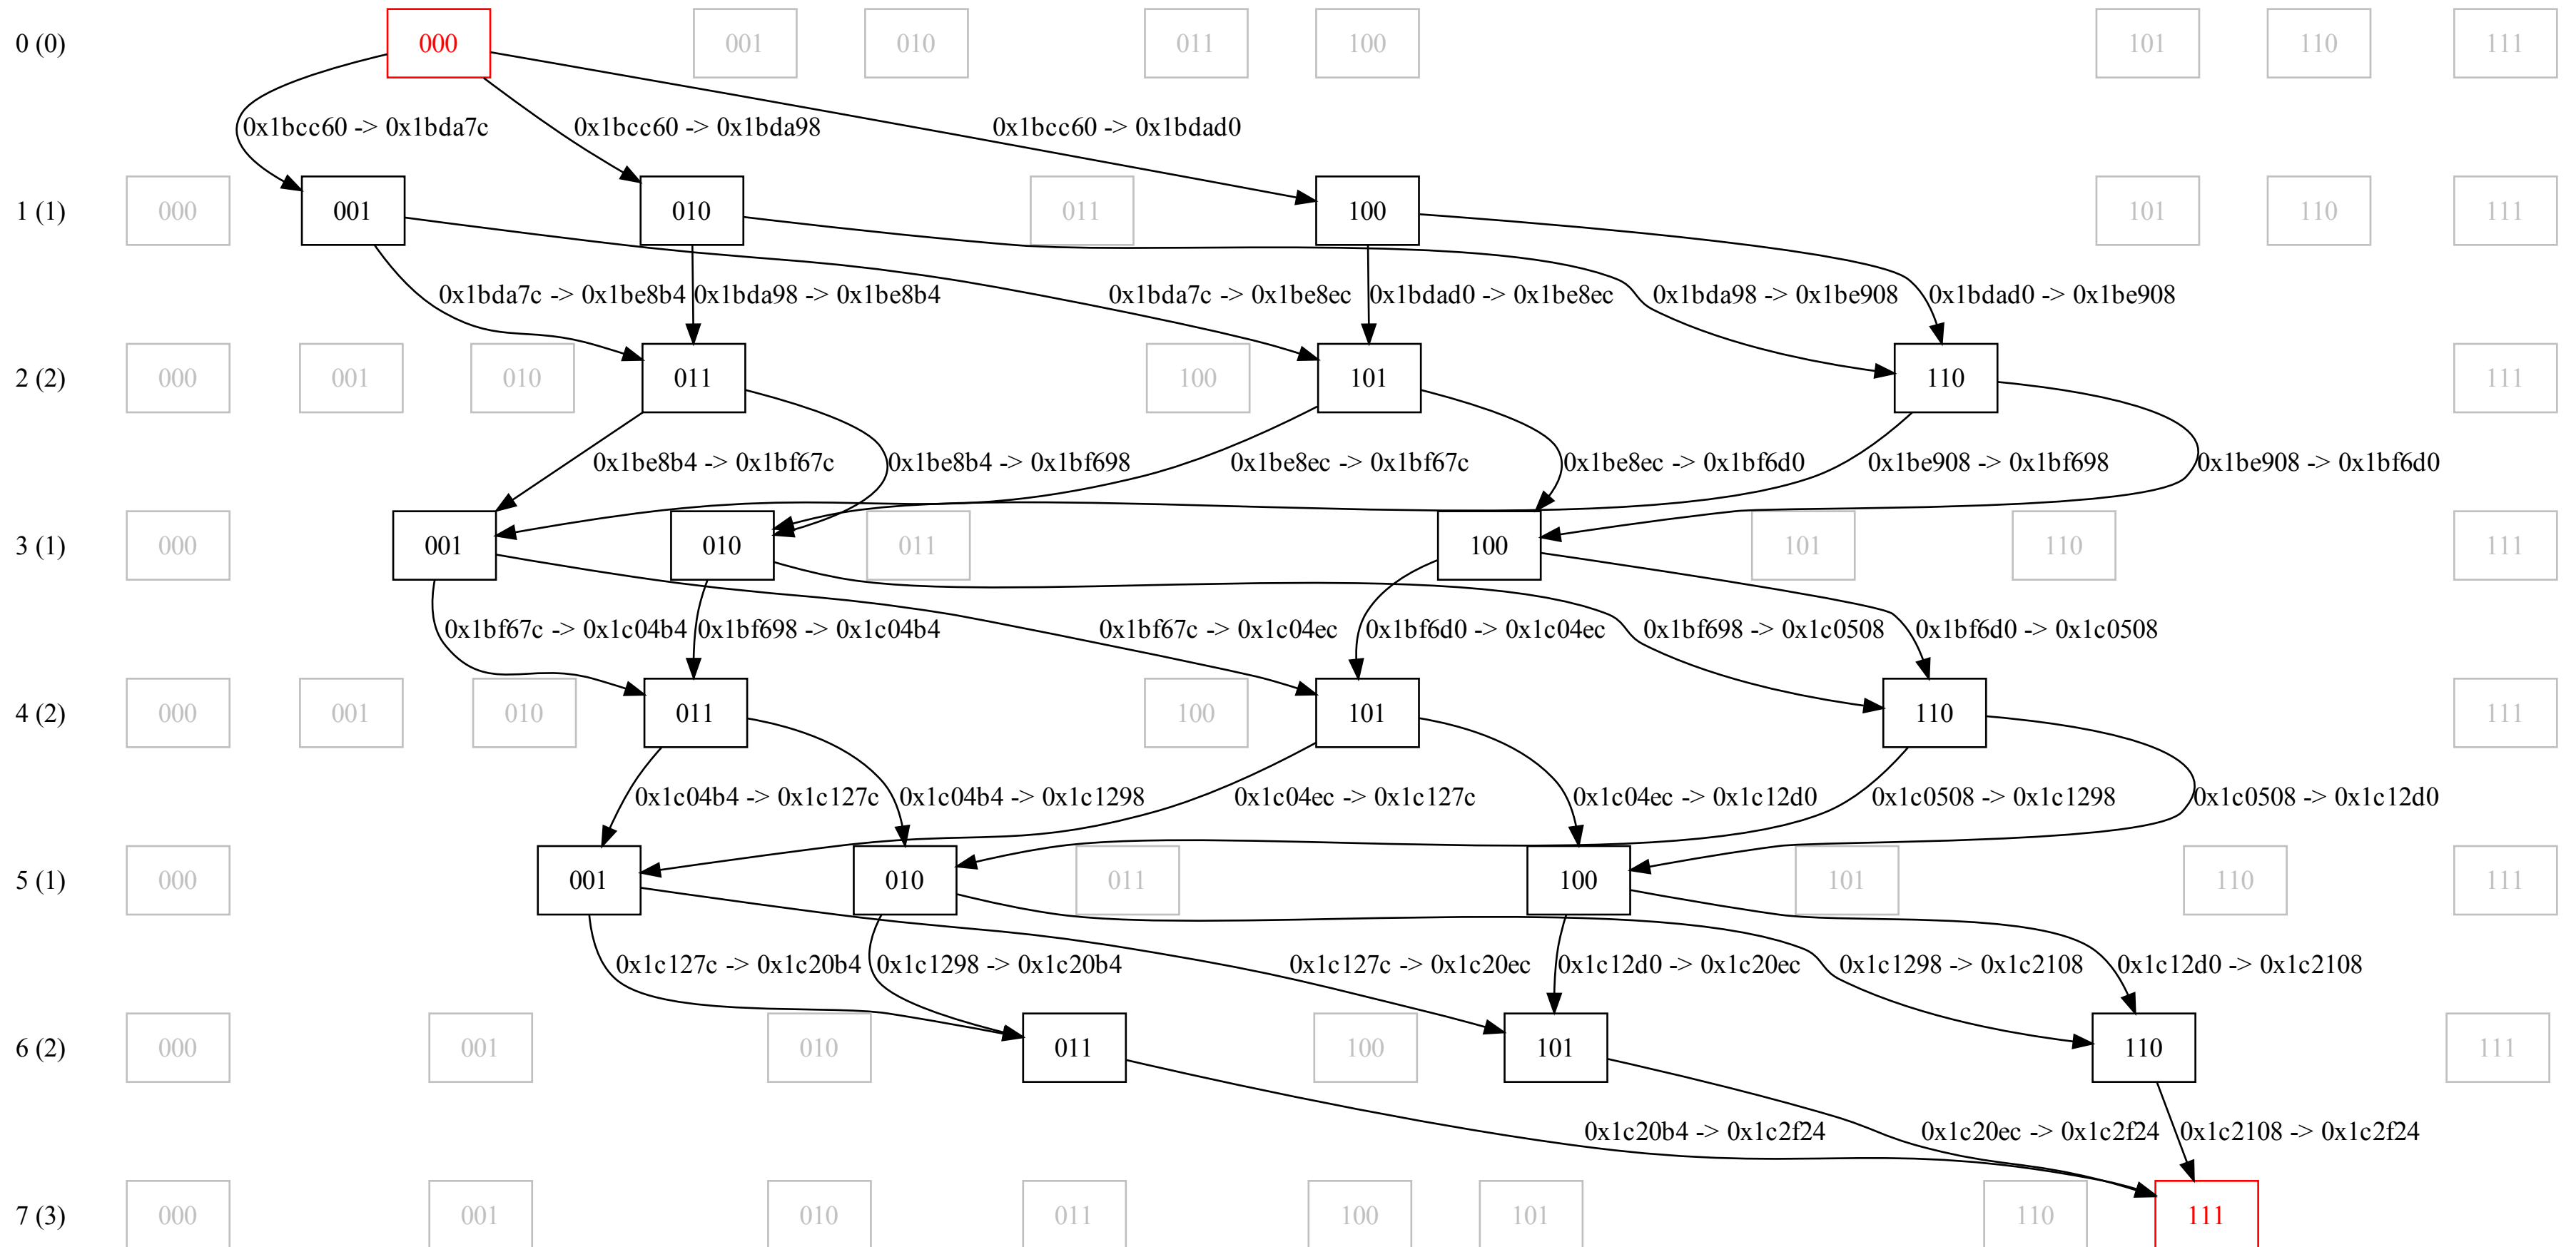 0 (0) 000 001 010 011 100 101 110 111
0x1bcc60 -> 0x1bda7c 0x1bcc60 -> 0x1bda98 0x1bcc60 -> 0x1bdad0
1 (1) 000 001 010 011 100 101 110 111
0x1bda7c -> 0x1be8b4 0x1bda98 -> 0x1be8b4 0x1bda7c -> 0x1be8ec 0x1bdad0 -> 0x1be8ec 0x1bda98 -> 0x1be908 0x1bdad0 -> 0x1be908
2 (2) 000 001 010 011 100 101 110 111
0x1be8b4 -> 0x1bf67c 0x1be8b4 -> 0x1bf698 0x1be8ec -> 0x1bf67c 0x1be8ec -> 0x1bf6d0 0x1be908 -> 0x1bf698 0x1be908 -> 0x1bf6d0
3 (1) 000 001 010 011 100 101 110 111
0x1bf67c -> 0x1c04b4 0x1bf698 -> 0x1c04b4 0x1bf67c -> 0x1c04ec 0x1bf6d0 -> 0x1c04ec 0x1bf698 -> 0x1c0508 0x1bf6d0 -> 0x1c0508
4 (2) 000 001 010 011 100 101 110 111
0x1c04b4 -> 0x1c127c 0x1c04b4 -> 0x1c1298 0x1c04ec -> 0x1c127c 0x1c04ec -> 0x1c12d0 0x1c0508 -> 0x1c1298 0x1c0508 -> 0x1c12d0
5 (1) 000 001 010 011 100 101 110 111
0x1c127c -> 0x1c20b4 0x1c1298 -> 0x1c20b4 0x1c127c -> 0x1c20ec 0x1c12d0 -> 0x1c20ec 0x1c1298 -> 0x1c2108 0x1c12d0 -> 0x1c2108
6 (2) 000 001 010 011 100 101 110 111
0x1c20b4 -> 0x1c2f24 0x1c20ec -> 0x1c2f24 0x1c2108 -> 0x1c2f24
7 (3) 000 001 010 011 100 101 110 111